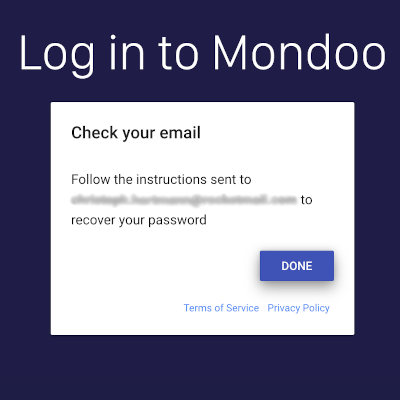 Log in to Mondoo
Check your email
Follow the instructions sent to
to
recover your password
DONE
Terms of Service Privacy Policy